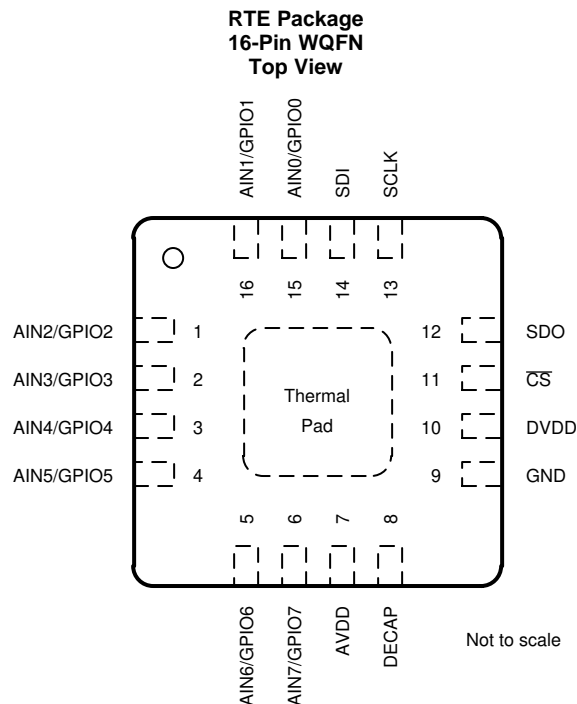 RTE Package
16-Pin WQFN
Top View
AIN1/GPIO1
AIN0/GPIO0
SDI
SCLK
16
15
14
13
AIN2/GPIO2 1
AIN3/GPIO3 2
AIN4/GPIO4 3
AIN5/GPIO5 4
Thermal
Pad
12 SDO
11 C̅S̅
10 DVDD
9 GND
5
6
7
8
AIN6/GPIO6
AIN7/GPIO7
AVDD
DECAP
Not to scale